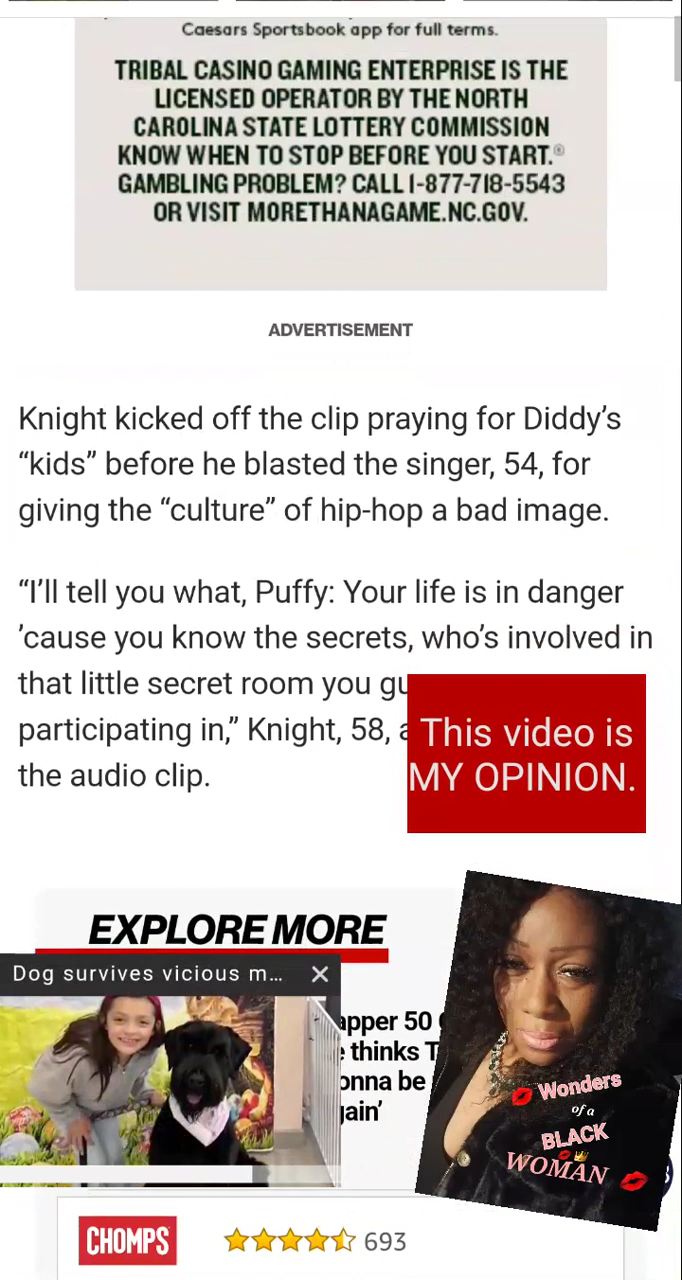 Caesars Sportsbook app for full terms.
TRIBAL CASINO GAMING ENTERPRISE IS THE
LICENSED OPERATOR BY THE NORTH
CAROLINA STATE LOTTERY COMMISSION
KNOW WHEN TO STOP BEFORE YOU START.®
GAMBLING PROBLEM? CALL 1-877-718-5543
OR VISIT MORETHANAGAME.NC.GOV.
ADVERTISEMENT
Knight kicked off the clip praying for Diddy’s
“kids” before he blasted the singer, 54, for
giving the “culture” of hip-hop a bad image.
“I’ll tell you what, Puffy: Your life is in danger
’cause you know the secrets, who’s involved in
that little secret room you
participating in,” Knight, 58,
the audio clip.
This video is
MY OPINION.
EXPLORE MORE
Dog survives vicious m...
50
thinks
be
Wonders
of a
BLACK
WOMAN
CHOMPS
693